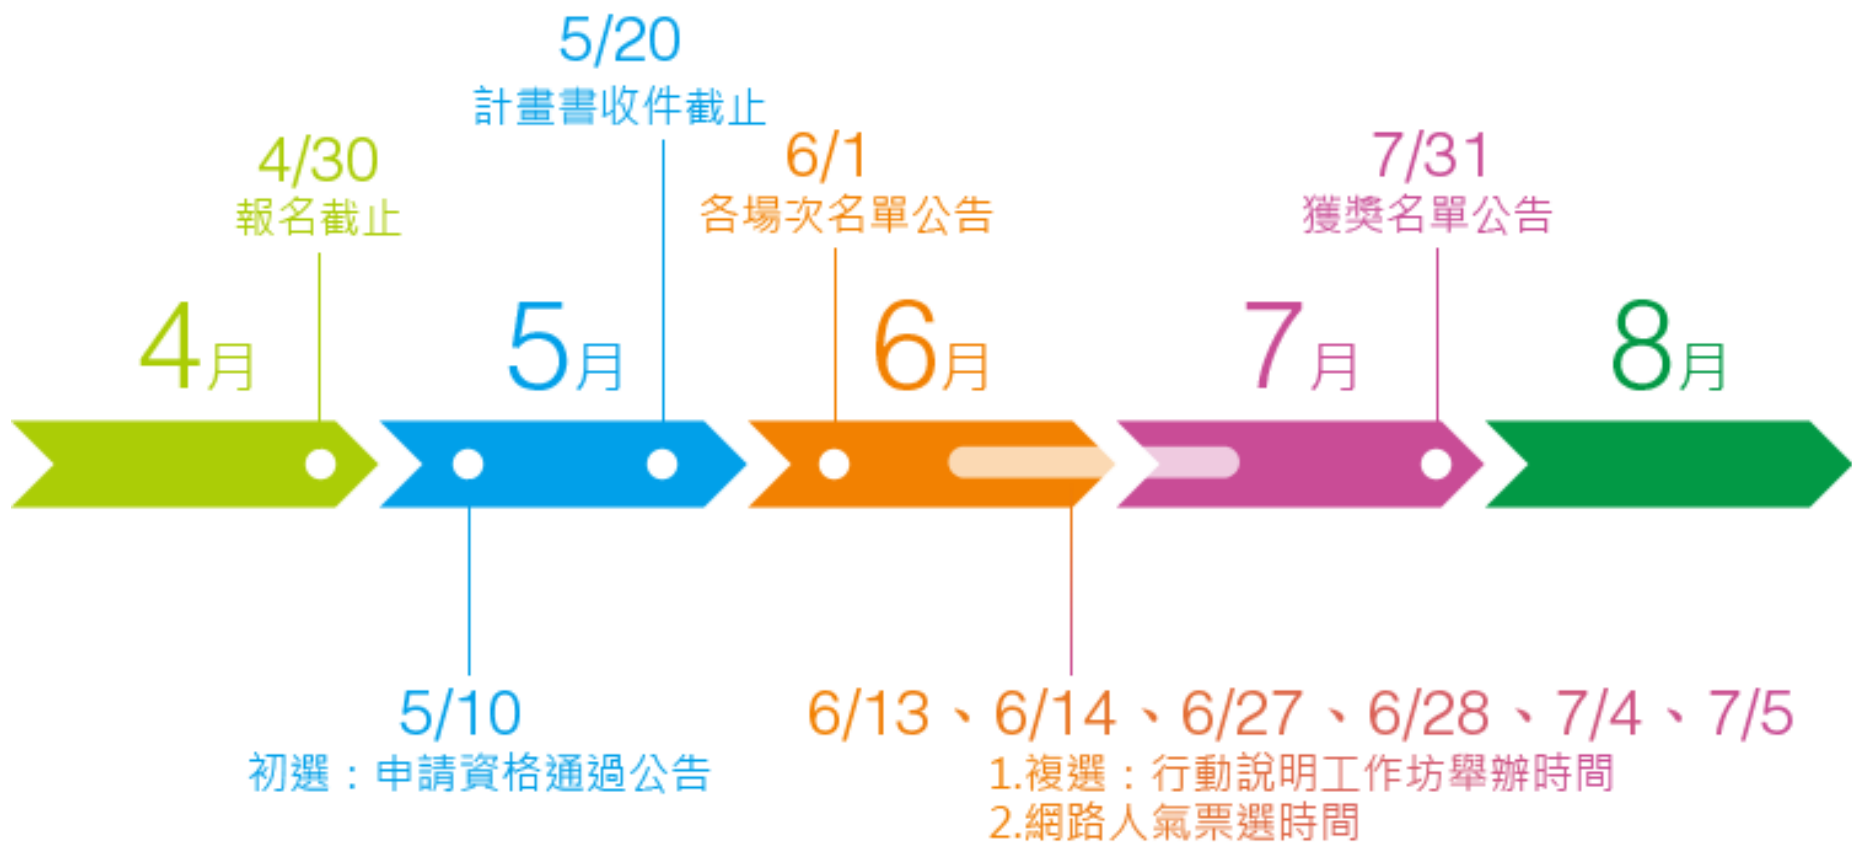 5/20
計畫書收件截止
4/30
報名截止
6/1
各場次名單公告
7/31
獲獎名單公告
4月
5月
6月
7月
8月
5/10
初選：申請資格通過公告
6/13、6/14、6/27、6/28、7/4、7/5
1.複選：行動說明工作坊舉辦時間
2.網路人氣票選時間